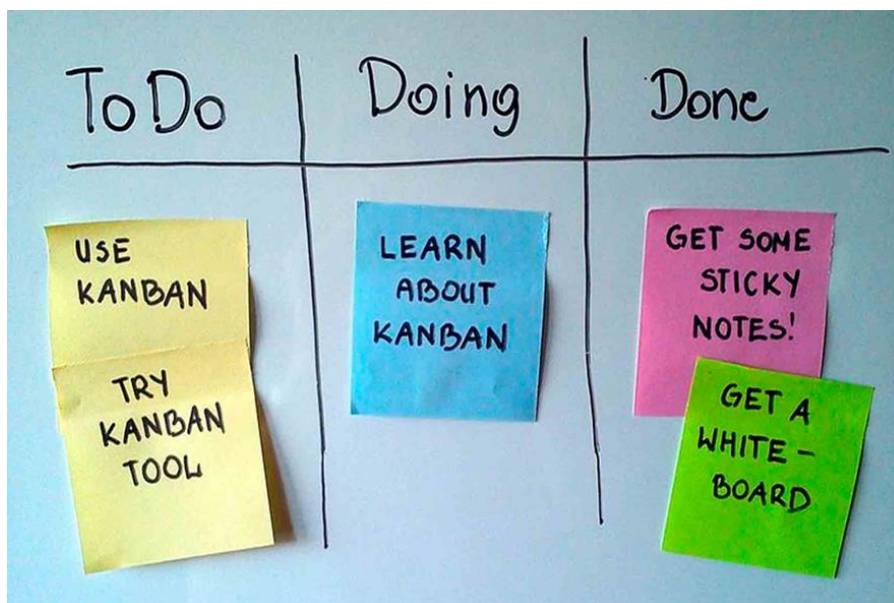 To Do
Doing
Done
USE
KANBAN
TRY
KANBAN
TOOL
LEARN
ABOUT
KANBAN
GET SOME
STICKY
NOTES!
GET A
WHITE-
BOARD